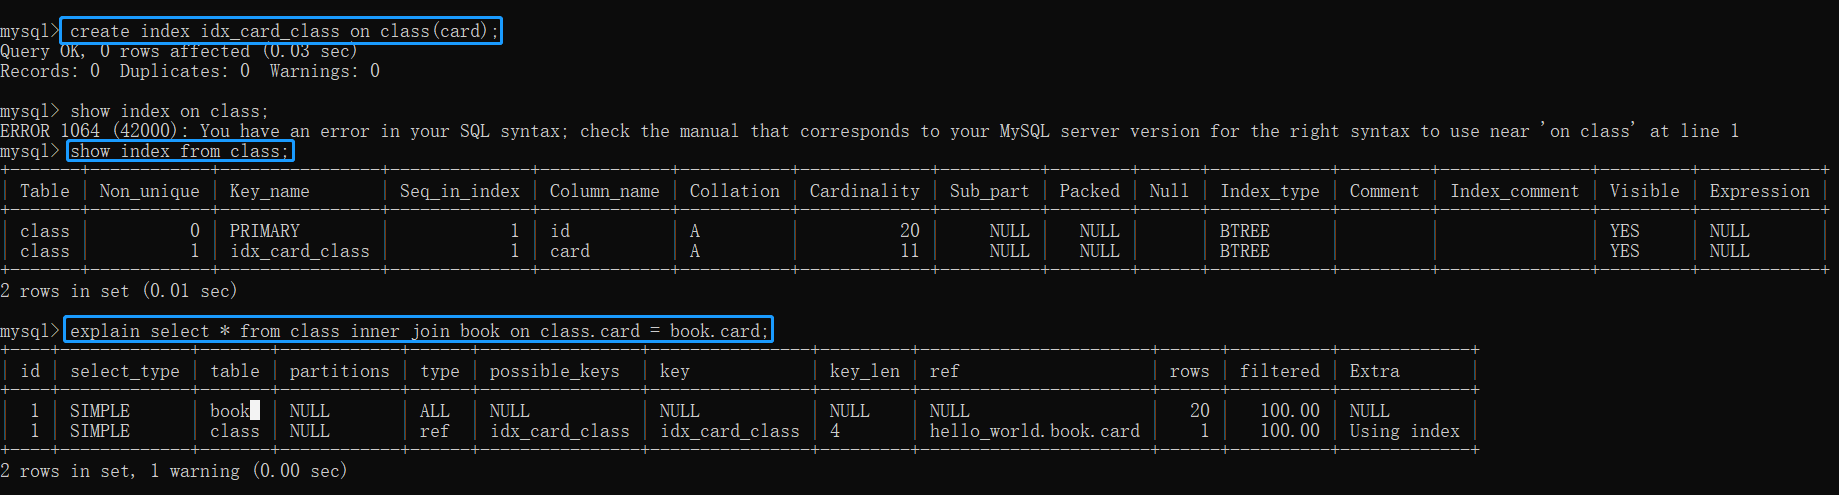 mysql> create index idx_card_class on class(card);
Query OK, 0 rows affected (0.03 sec)
Records: 0  Duplicates: 0  Warnings: 0
mysql> show index on class;
ERROR 1064 (42000): You have an error in your SQL syntax; check the manual that corresponds to your MySQL server version for the right syntax to use near 'on class' at line 1
mysql> show index from class;
| Table | Non_unique | Key_name       | Seq_in_index | Column_name | Collation | Cardinality | Sub_part | Packed | Null | Index_type | Comment | Index_comment | Visible | Expression |
| class |          0 | PRIMARY        |            1 | id          | A         |          20 |     NULL |   NULL |      | BTREE      |         |               | YES     | NULL       |
| class |          1 | idx_card_class |            1 | card        | A         |          11 |     NULL |   NULL |      | BTREE      |         |               | YES     | NULL       |
2 rows in set (0.01 sec)
mysql> explain select * from class inner join book on class.card = book.card;
| id | select_type | table | partitions | type | possible_keys  | key            | key_len | ref                   | rows | filtered | Extra       |
|  1 | SIMPLE      | book  | NULL       | ALL  | NULL           | NULL           | NULL    | NULL                  |   20 |   100.00 | NULL        |
|  1 | SIMPLE      | class | NULL       | ref  | idx_card_class | idx_card_class | 4       | hello_world.book.card |    1 |   100.00 | Using index |
2 rows in set, 1 warning (0.00 sec)